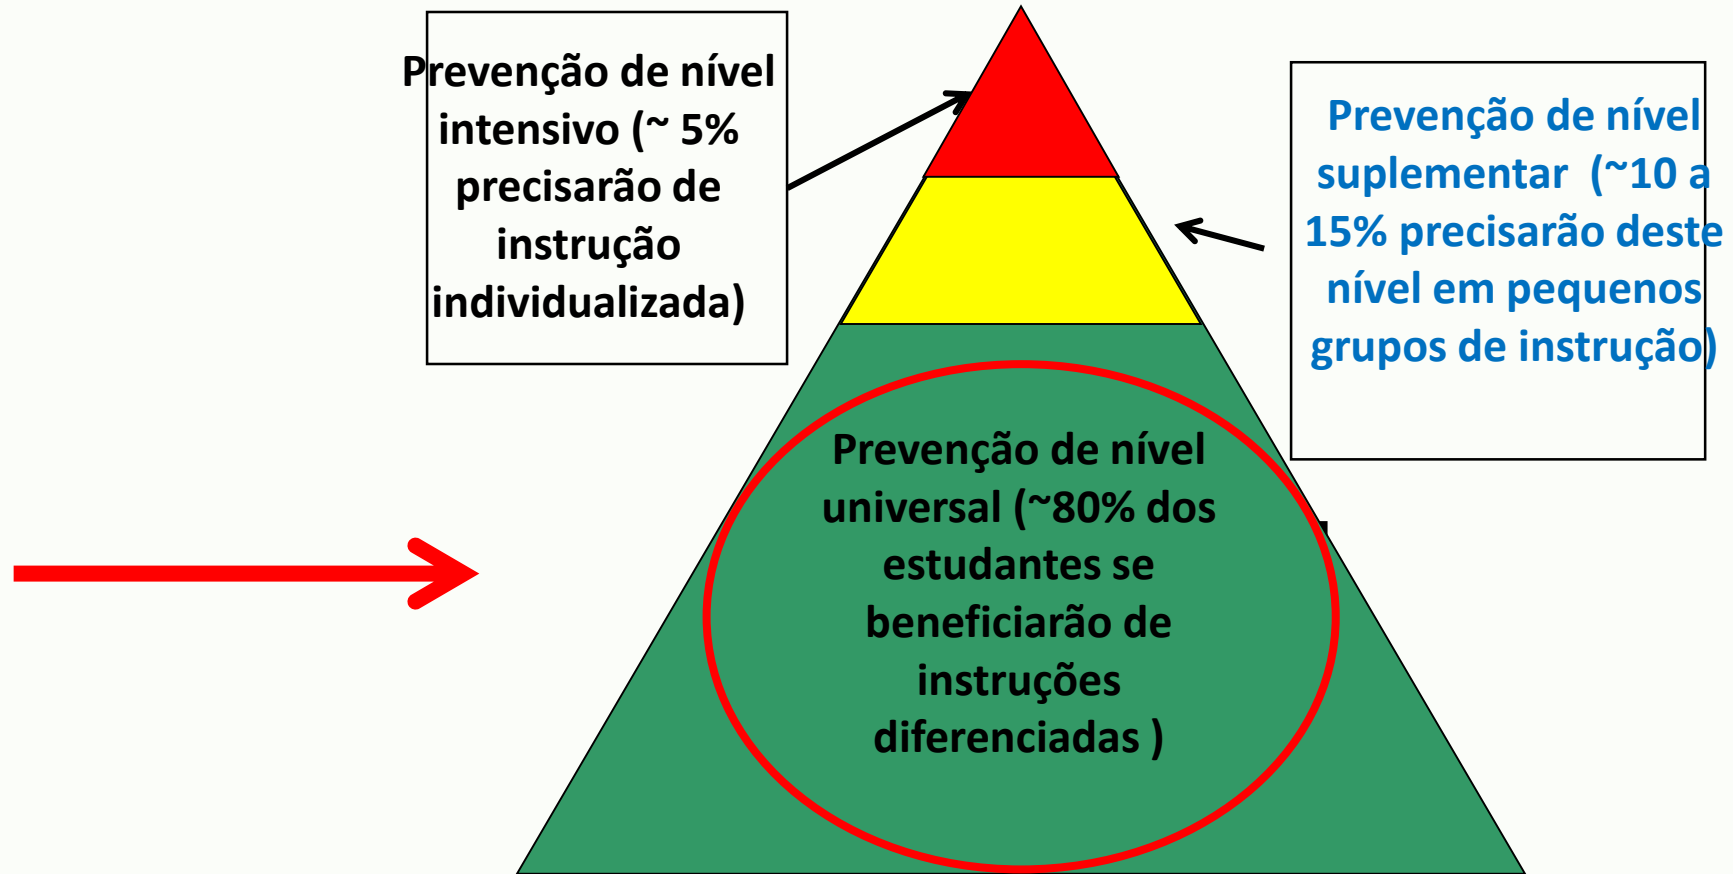 Prevenção de nível
intensivo (~ 5%
precisarão de
instrução
individualizada)
Prevenção de nível
suplementar (~10 a
15% precisarão deste
nível em pequenos
grupos de instrução)
Prevenção de nível
universal (~80% dos
estudantes se
beneficiarão de
instruções
diferenciadas )